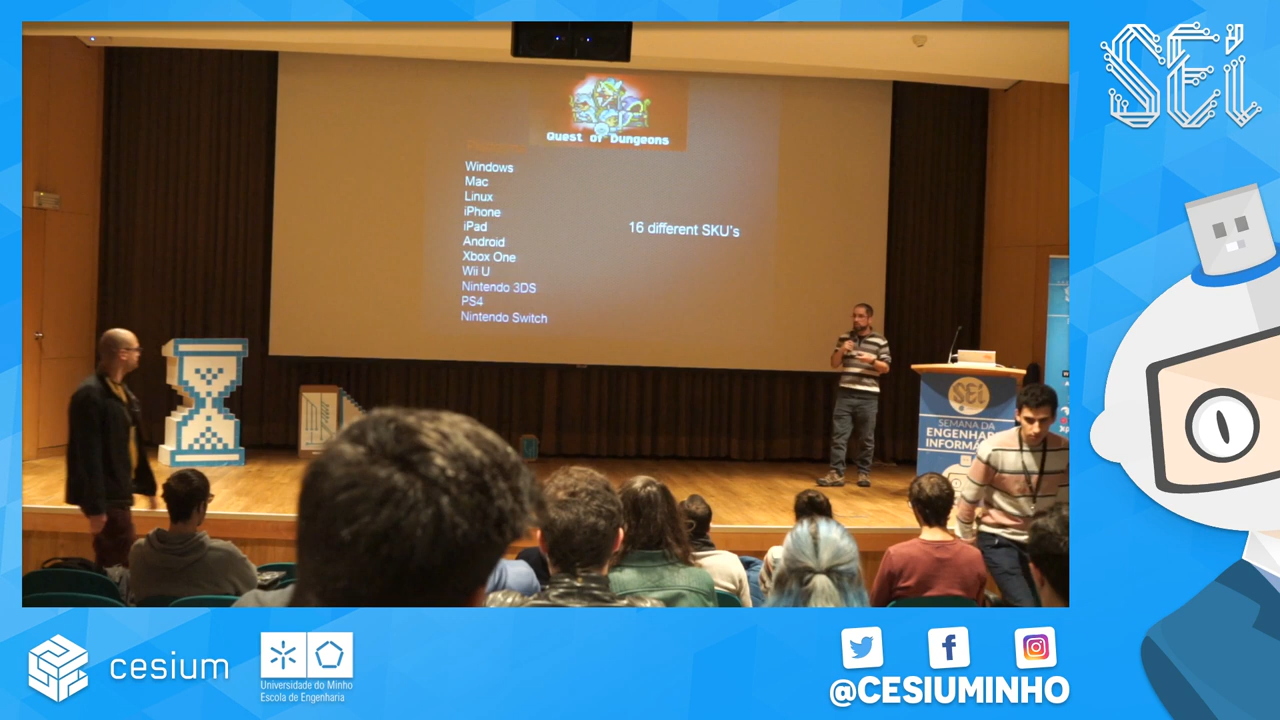 SEi
Quest of Dungeons
Windows
Mac
Linux
iPhone
iPad
Android
Xbox One
Wii U
Nintendo 3DS
PS4
Nintendo Switch
16 different SKU's
SEi
SEMANA DA
ENGENHAR
INFORMÁ
cesium
Universidade do Minho
Escola de Engenharia
@CESIUMINHO